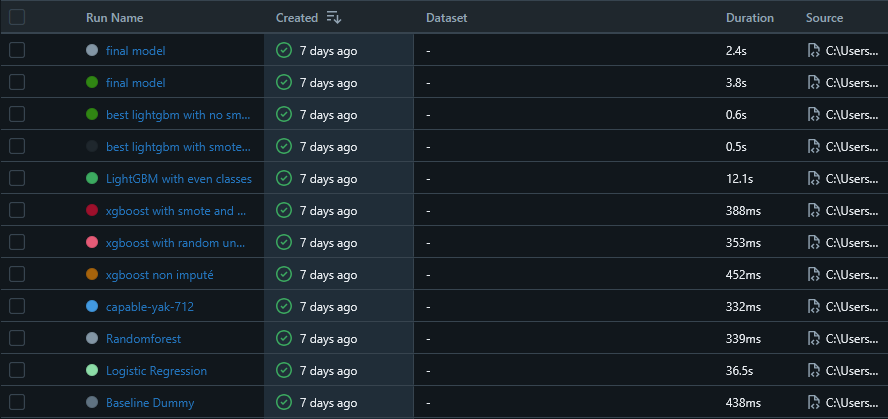 Run Name Created Dataset Duration Source
final model 7 days ago - 2.4s C:\Users...
final model 7 days ago - 3.8s C:\Users...
best lightgbm with no sm... 7 days ago - 0.6s C:\Users...
best lightgbm with smote... 7 days ago - 0.5s C:\Users...
LightGBM with even classes 7 days ago - 12.1s C:\Users...
xgboost with smote and ... 7 days ago - 388ms C:\Users...
xgboost with random un... 7 days ago - 353ms C:\Users...
xgboost non imputé 7 days ago - 452ms C:\Users...
capable-yak-712 7 days ago - 332ms C:\Users...
Randomforest 7 days ago - 339ms C:\Users...
Logistic Regression 7 days ago - 36.5s C:\Users...
Baseline Dummy 7 days ago - 438ms C:\Users...